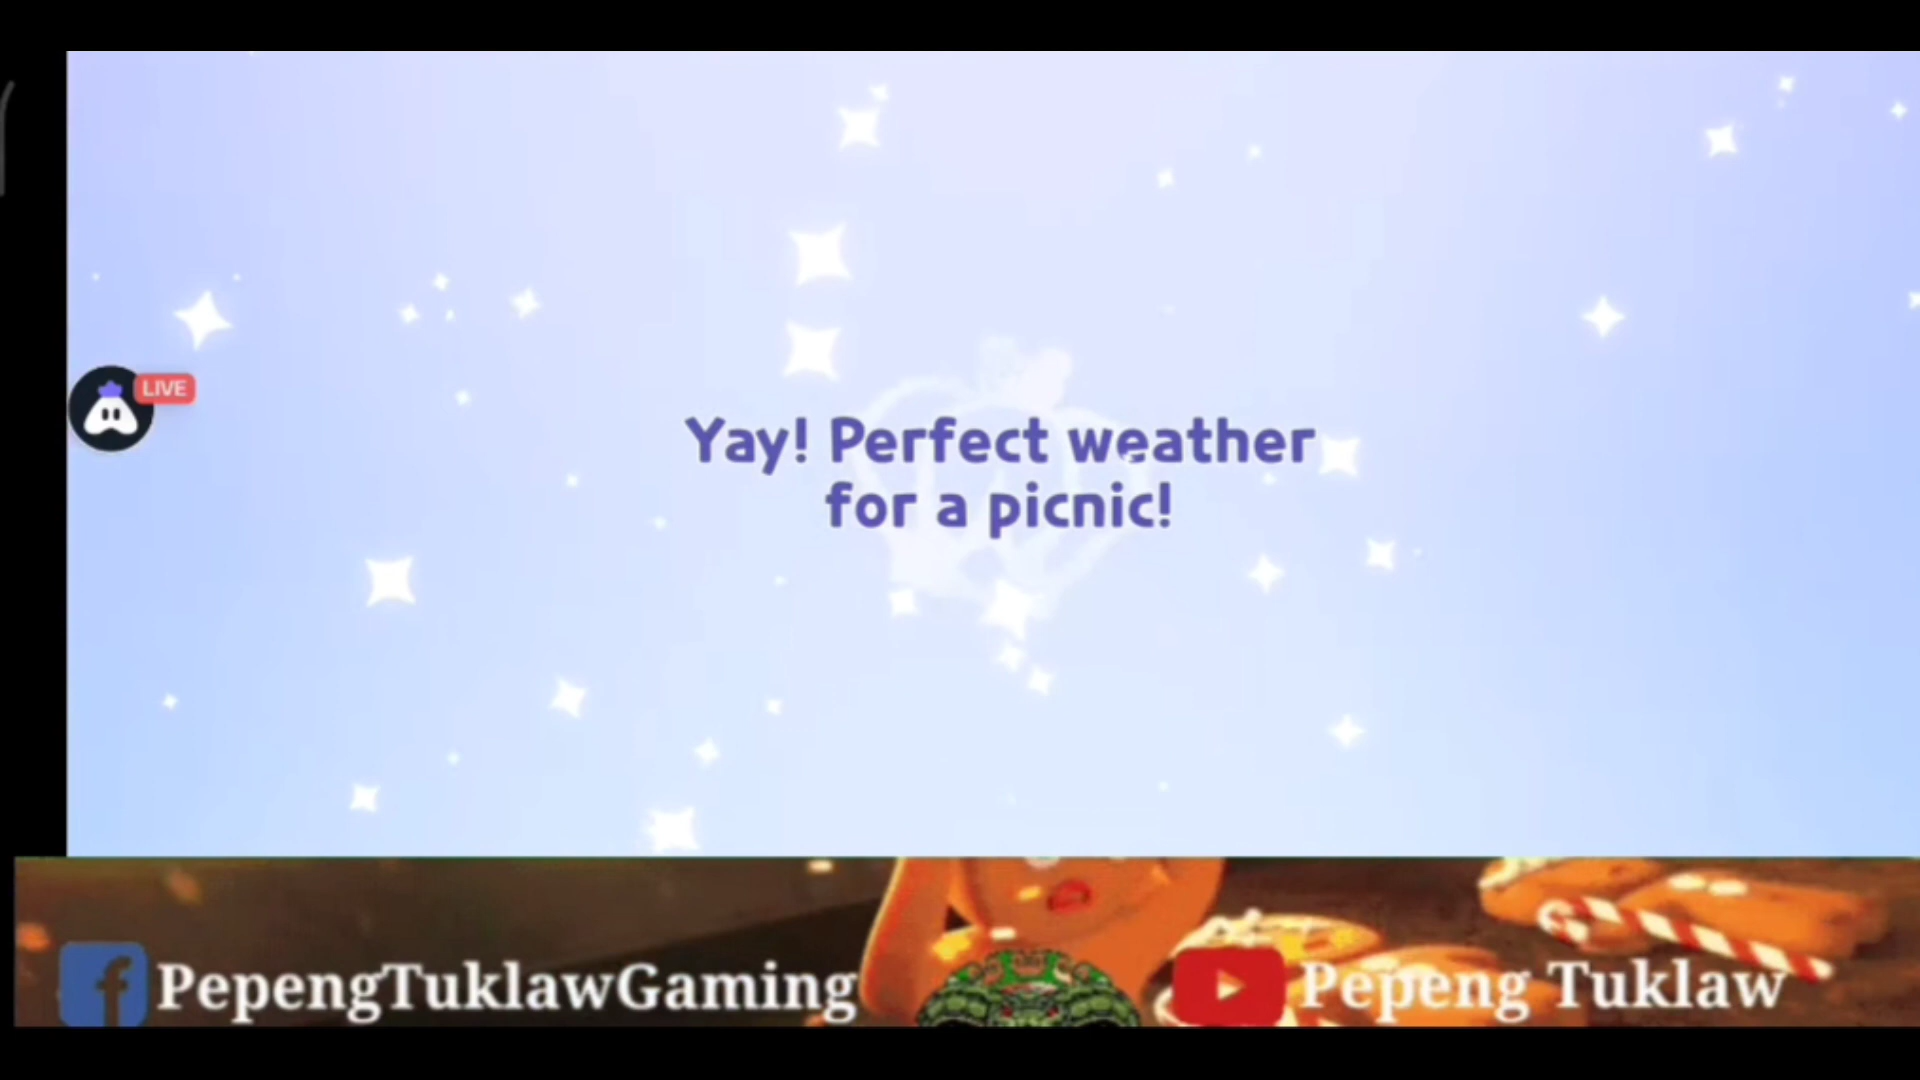 LIVE
Yay! Perfect weather
for a picnic!
PepengTuklawGaming
Pepeng Tuklaw